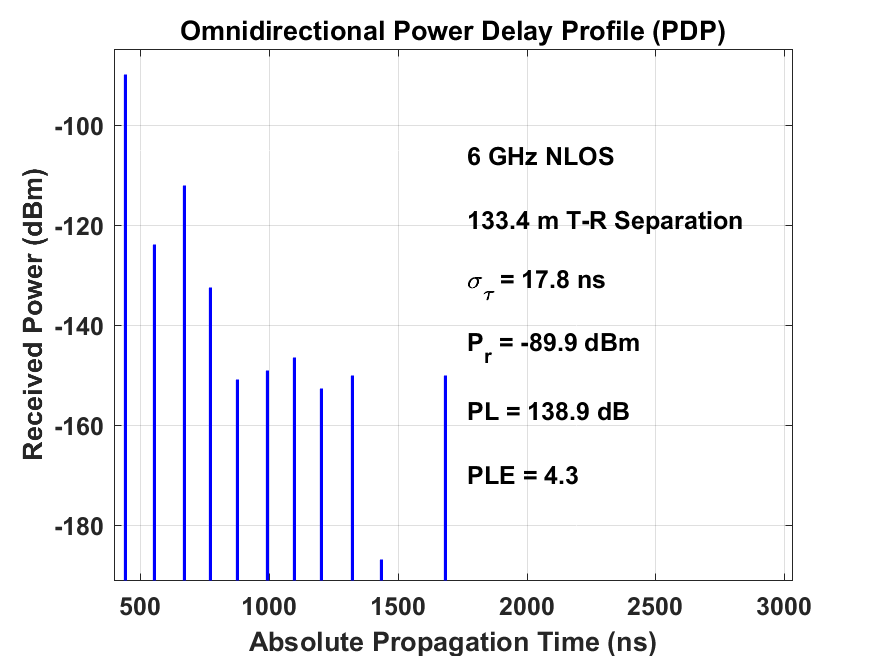 Omnidirectional Power Delay Profile (PDP)
Received Power (dBm)
-100
-120
-140
-160
-180
6 GHz NLOS
133.4 m T-R Separation
σ_τ = 17.8 ns
P_r = -89.9 dBm
PL = 138.9 dB
PLE = 4.3
500 1000 1500 2000 2500 3000
Absolute Propagation Time (ns)